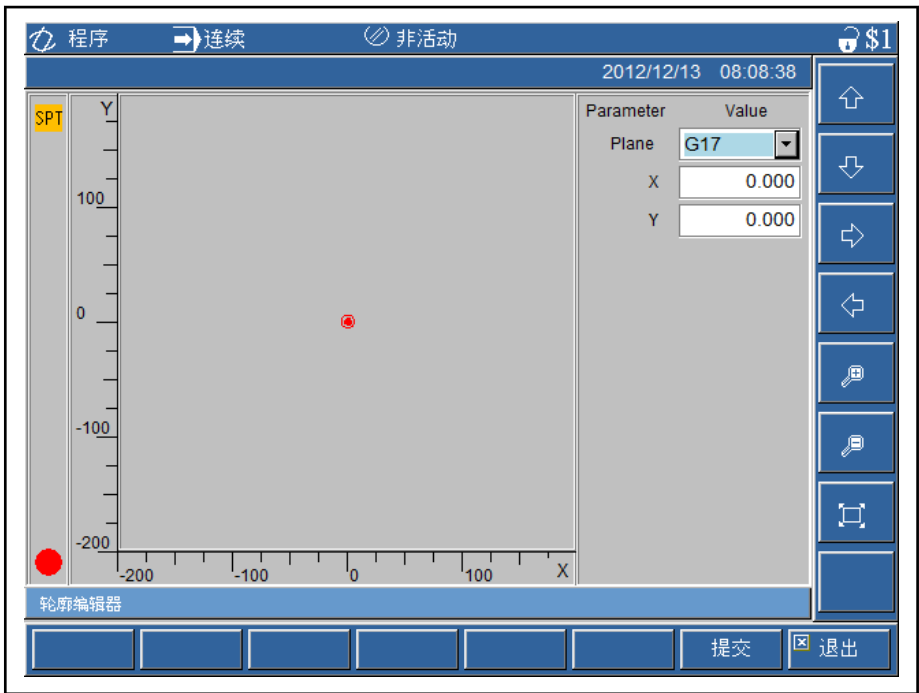 程序 连续 非活动 $1
2012/12/13 08:08:38
SPT
Y
100
0
-100
-200
-200 -100 0 100 X
Parameter Value
Plane G17
X 0.000
Y 0.000
轮廓编辑器
提交 退出